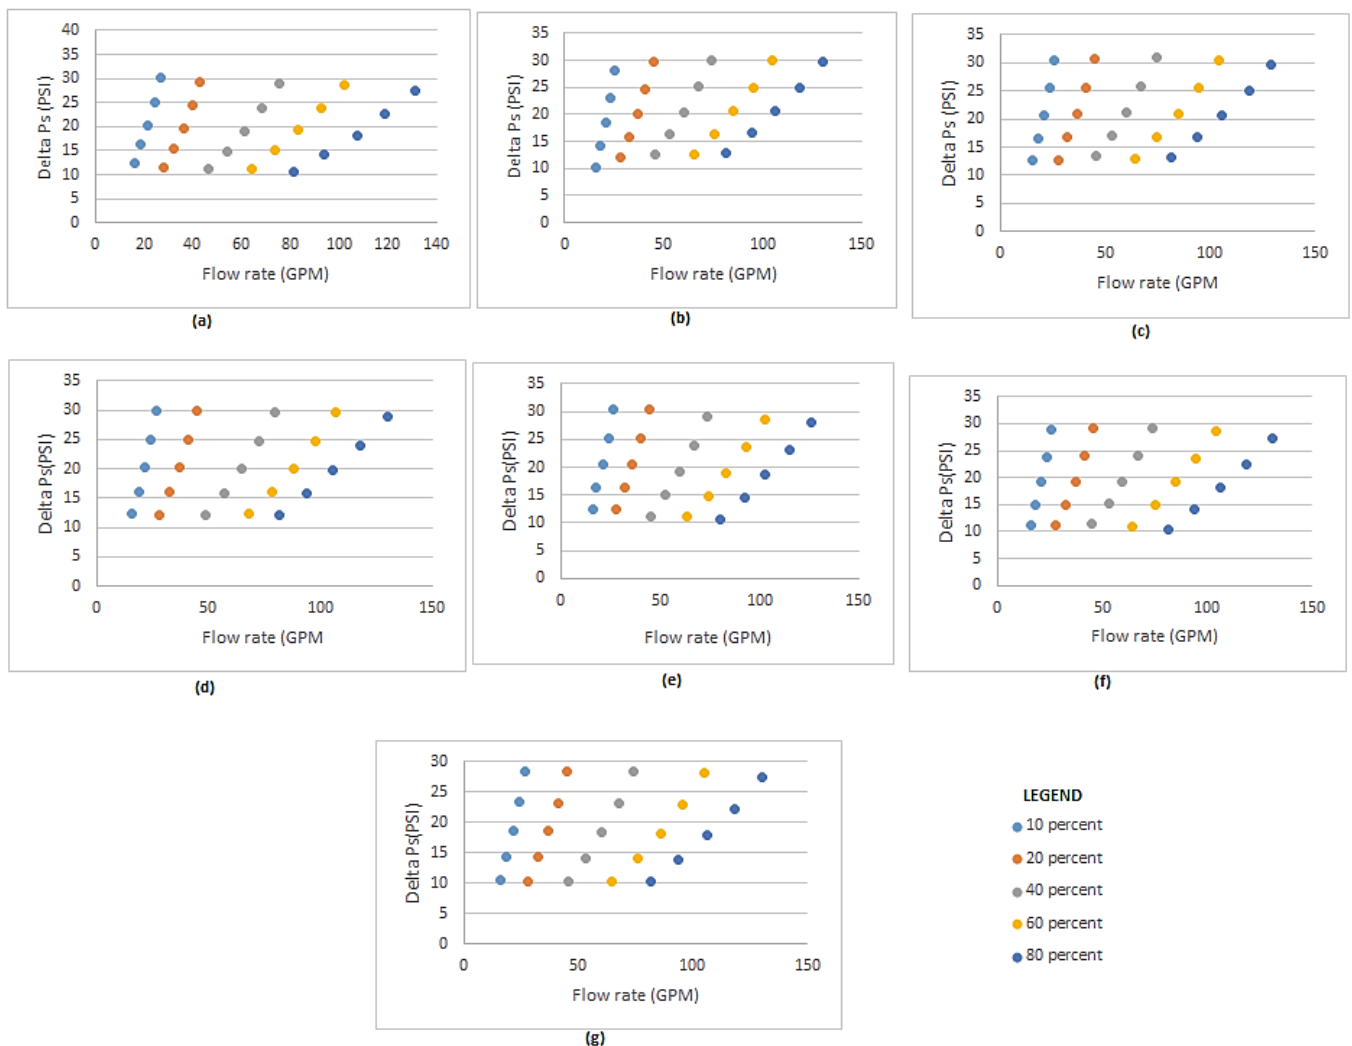 40
35
30
25
20
15
10
5
0
0 20 40 60 80 100 120 140
Delta Ps (PSI)
Flow rate (GPM)
(a)
35
30
25
20
15
10
5
0
0 50 100 150
Delta Ps (PSI)
Flow rate (GPM)
(b)
35
30
25
20
15
10
5
0
0 50 100 150
Delta Ps (PSI)
Flow rate (GPM
(c)
35
30
25
20
15
10
5
0
0 50 100 150
Delta Ps(PSI)
Flow rate (GPM
(d)
35
30
25
20
15
10
5
0
0 50 100 150
Delta Ps(PSI)
Flow rate (GPM)
(e)
35
30
25
20
15
10
5
0
0 50 100 150
Delta Ps(PSI)
Flow rate (GPM)
(f)
30
25
20
15
10
5
0
0 50 100 150
Delta Ps(PSI)
Flow rate (GPM)
(g)
LEGEND
10 percent
20 percent
40 percent
60 percent
80 percent